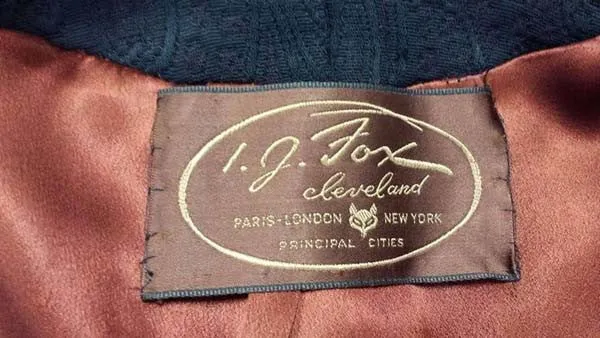 I. J. Fox
cleveland
PARIS - LONDON NEW YORK
PRINCIPAL CITIES